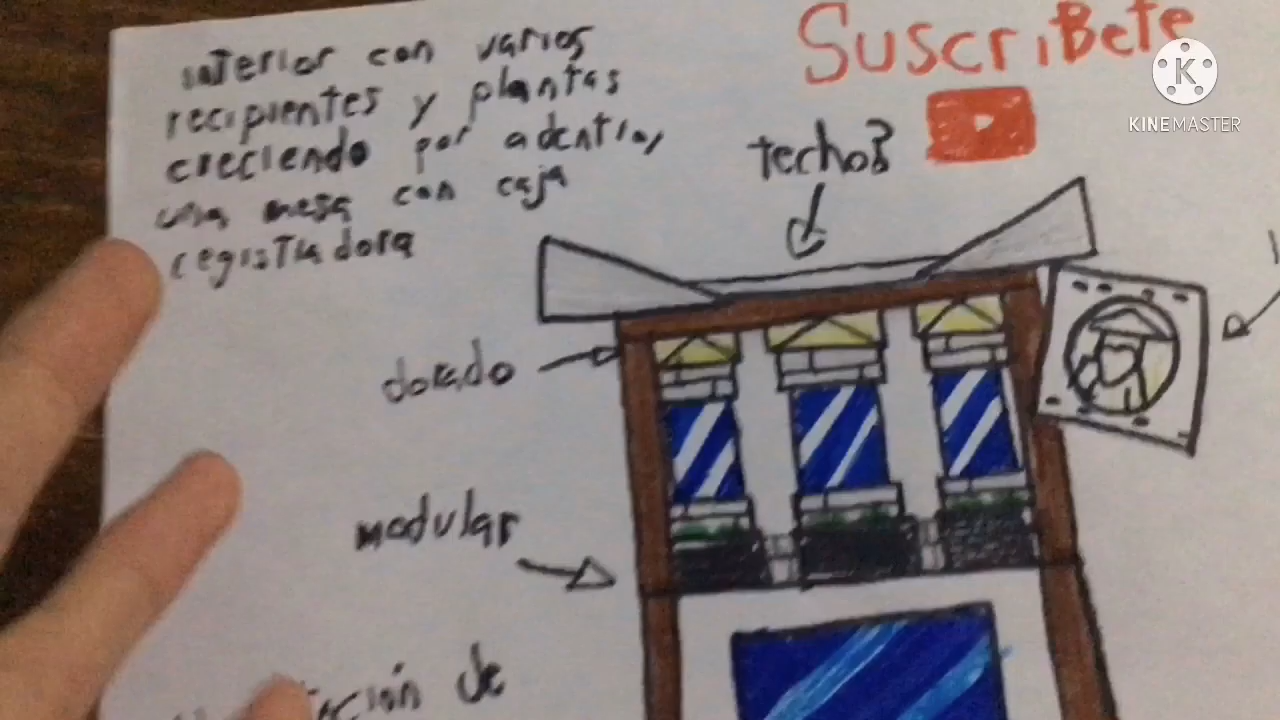 interior con varios
recipientes y plantas
creciendo por adentro,
una mesa con caja
registradora
SuscriBete
KINEMASTER
techo
dorado
modular
de